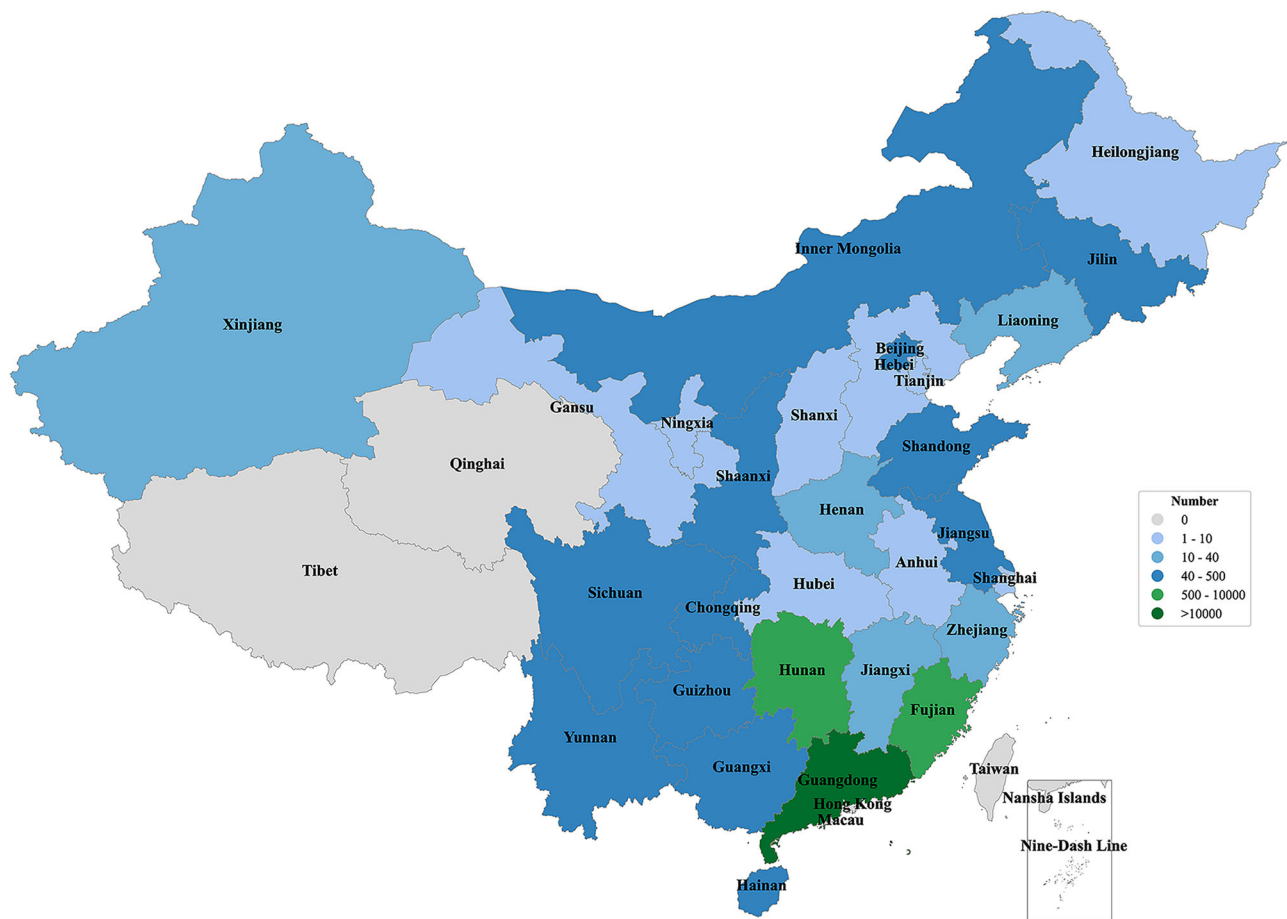 Heilongjiang
Inner Mongolia
Jilin
Xinjiang
Liaoning
Beijing
Hebei
Tianjin
Gansu
Ningxia
Shanxi
Shandong
Qinghai
Shaanxi
Henan
Jiangsu
Tibet
Anhui
Shanghai
Sichuan
Hubei
Chongqing
Zhejiang
Hunan
Jiangxi
Guizhou
Fujian
Yunnan
Guangxi
Taiwan
Guangdong
Hong Kong
Macau
Nansha Islands
Nine-Dash Line
Hainan
Number
0
1 - 10
10 - 40
40 - 500
500 - 10000
>10000